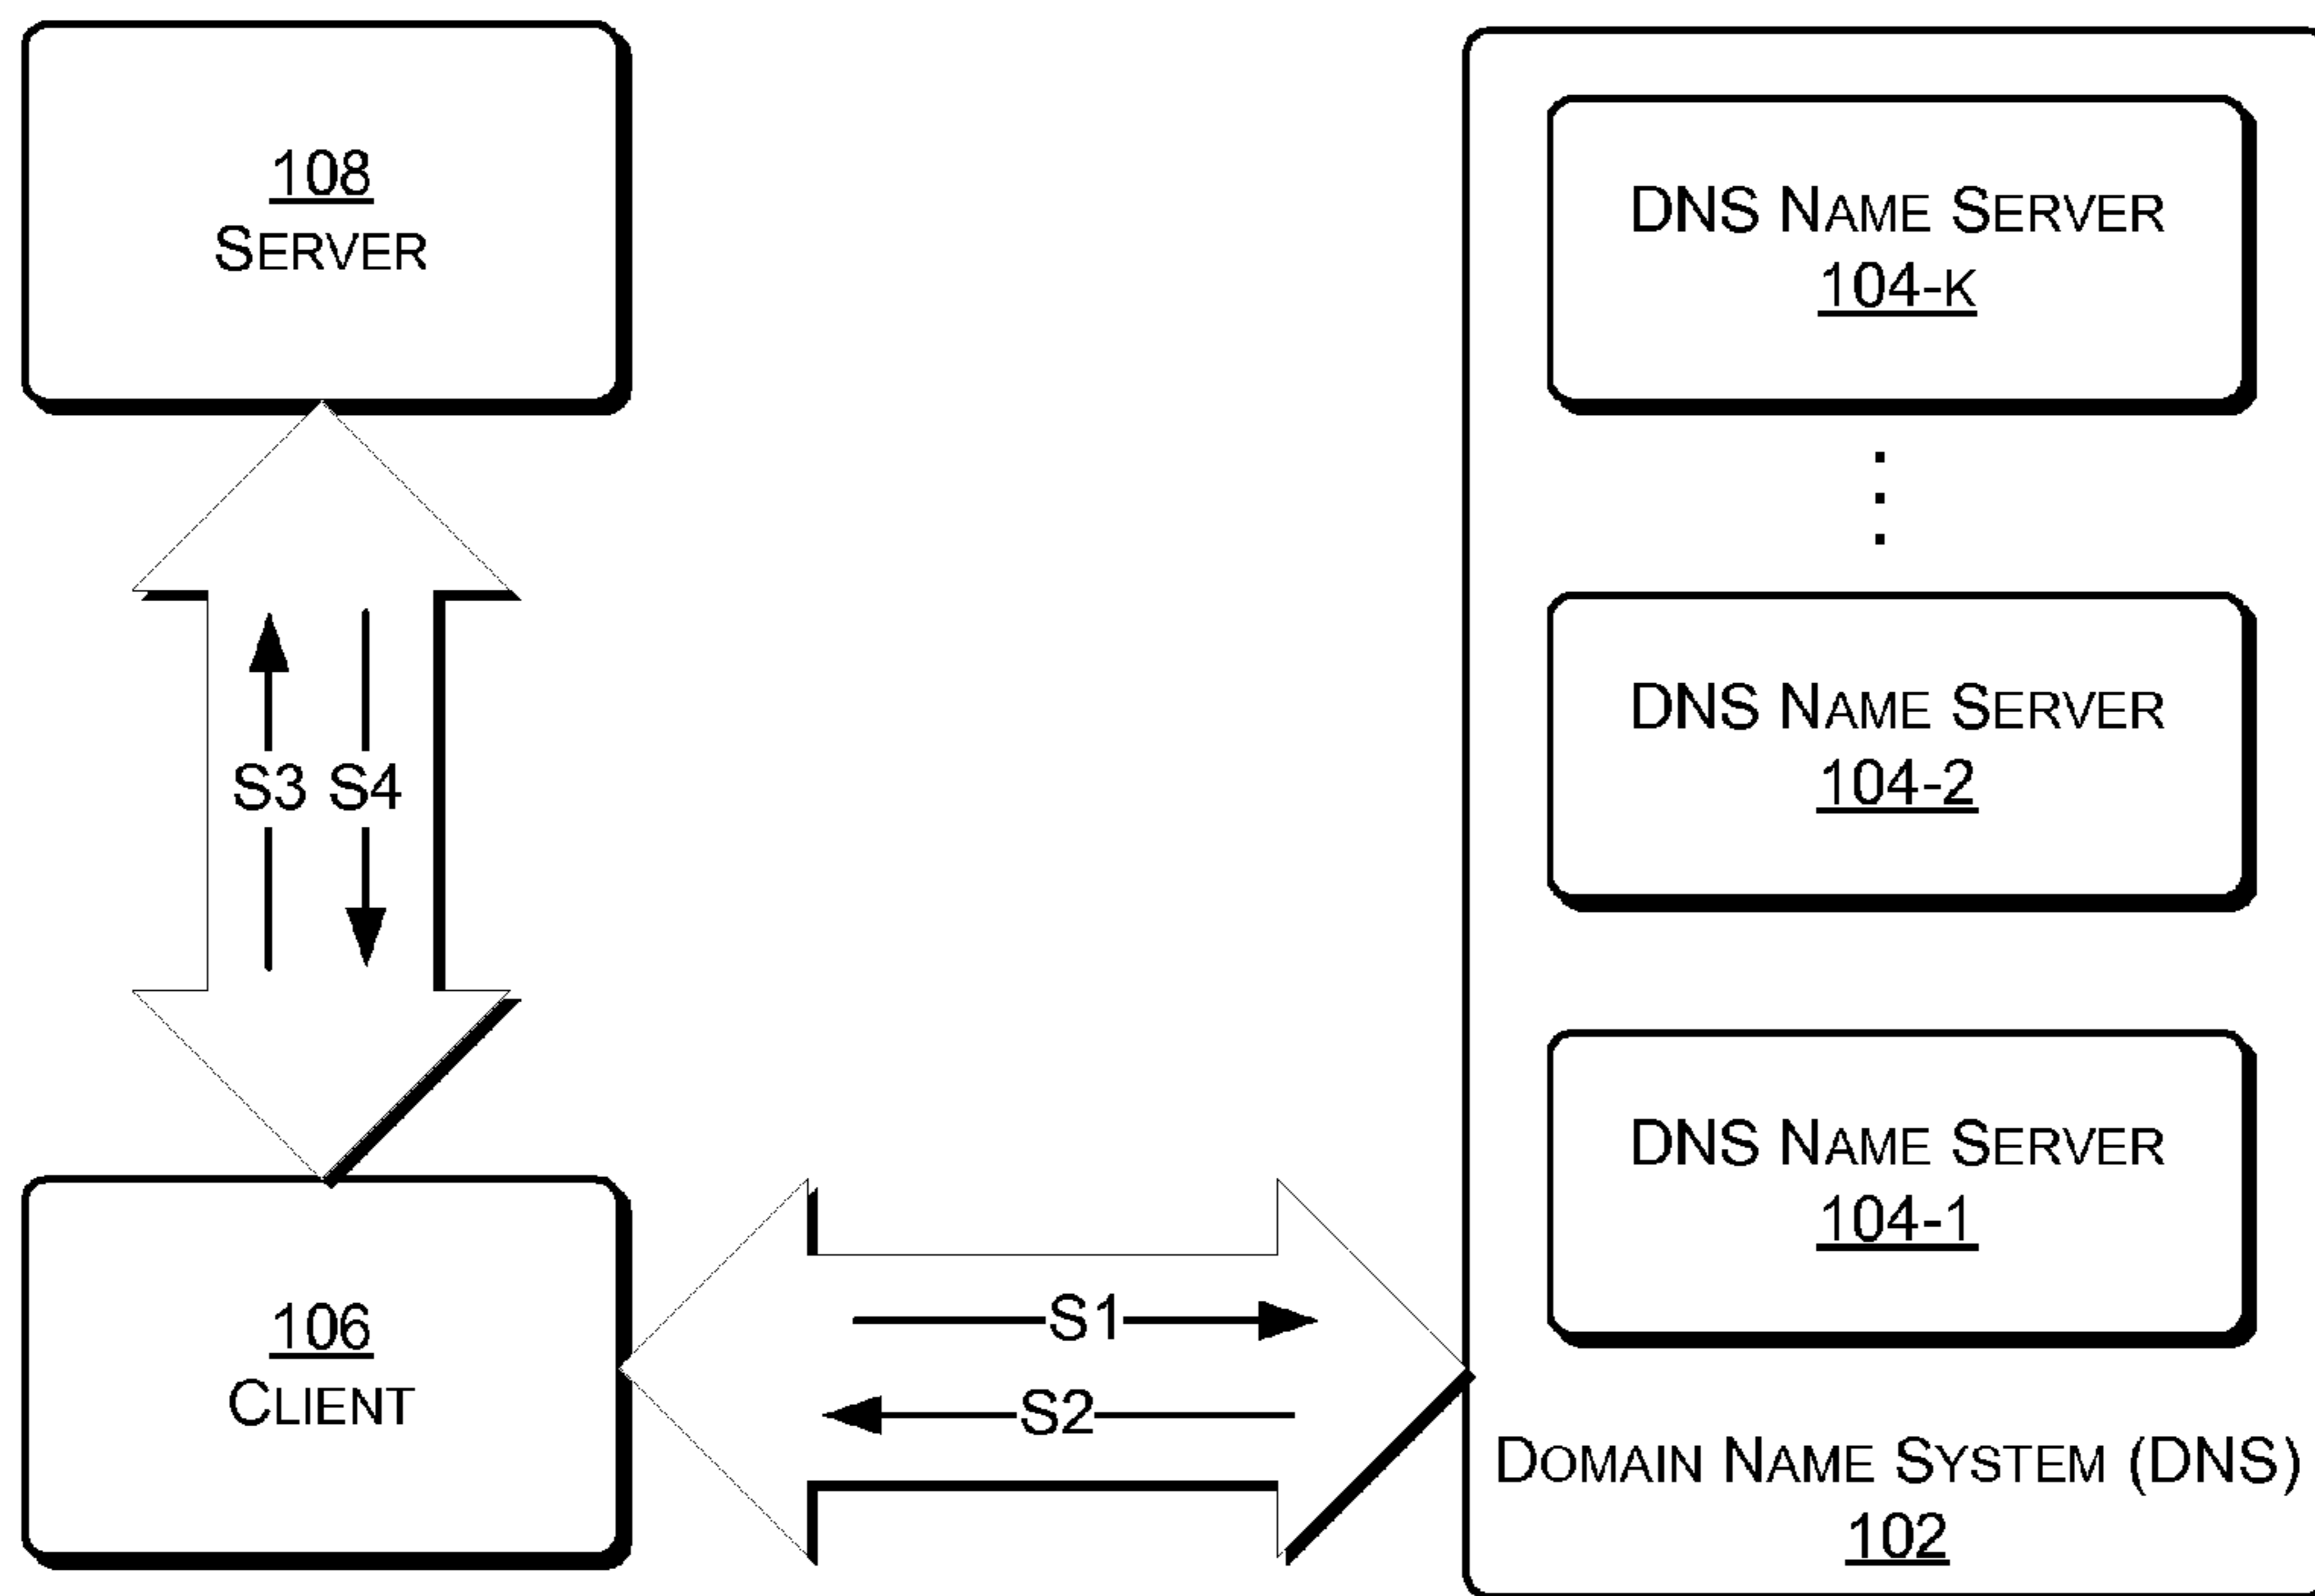 108
SERVER
S3 S4
106
CLIENT
S1
S2
DNS NAME SERVER
104-K
DNS NAME SERVER
104-2
DNS NAME SERVER
104-1
DOMAIN NAME SYSTEM (DNS)
102